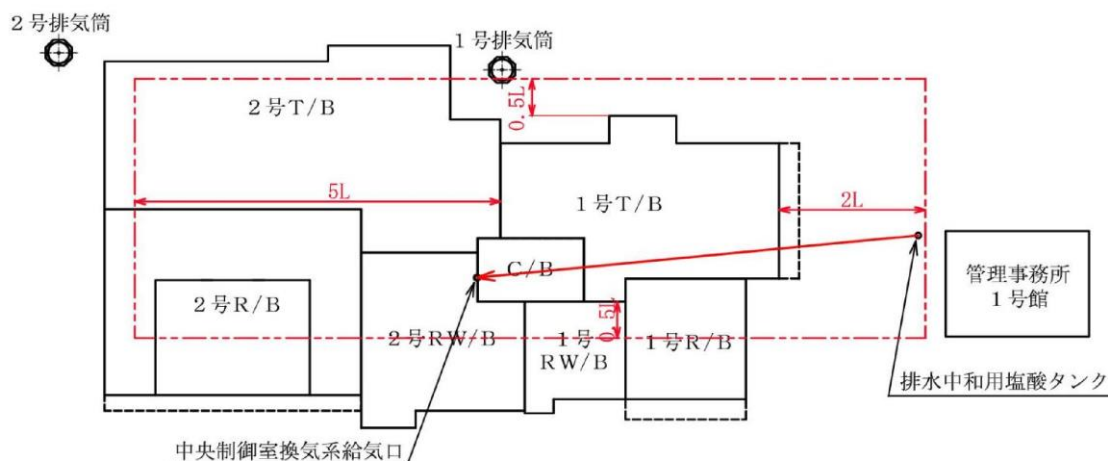 2号排気筒
1号排気筒
2号T/B
0.5L
5L
1号T/B
2L
C/B
管理事務所
1号館
2号R/B
2号RW/B
0.5L
1号
RW/B
1号R/B
排水中和用塩酸タンク
中央制御室換気系給気口